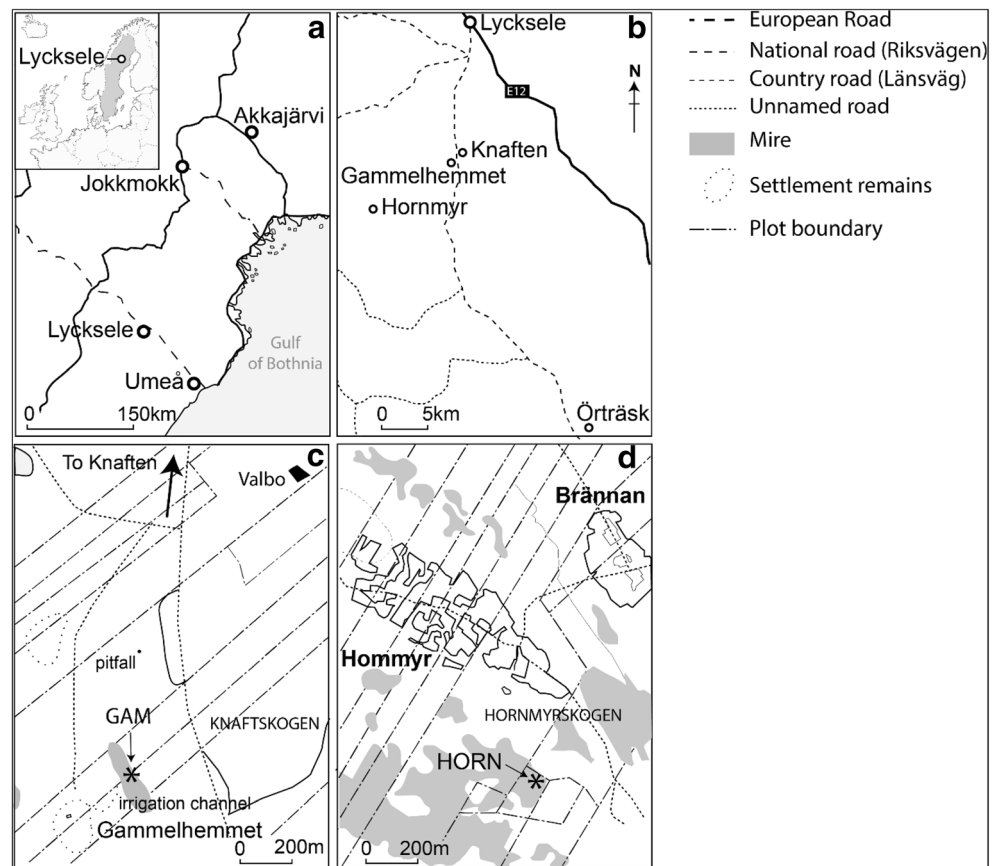 a
Lycksele
Akkajärvi
Jokkmokk
Lycksele
Gulf
of Bothnia
Umeå
0 150km
b
Lycksele
E12
N
Knaften
Gammelhemmet
Hornmyr
0 5km
Örträsk
European Road
National road (Riksvägen)
Country road (Länsväg)
Unnamed road
Mire
Settlement remains
Plot boundary
c
To Knaften
Valbo
pitfall
GAM
KNAFTSKOGEN
irrigation channel
Gammelhemmet
0 200m
d
Brännan
Hommyr
HORNMYRSKOGEN
HORN
0 200m